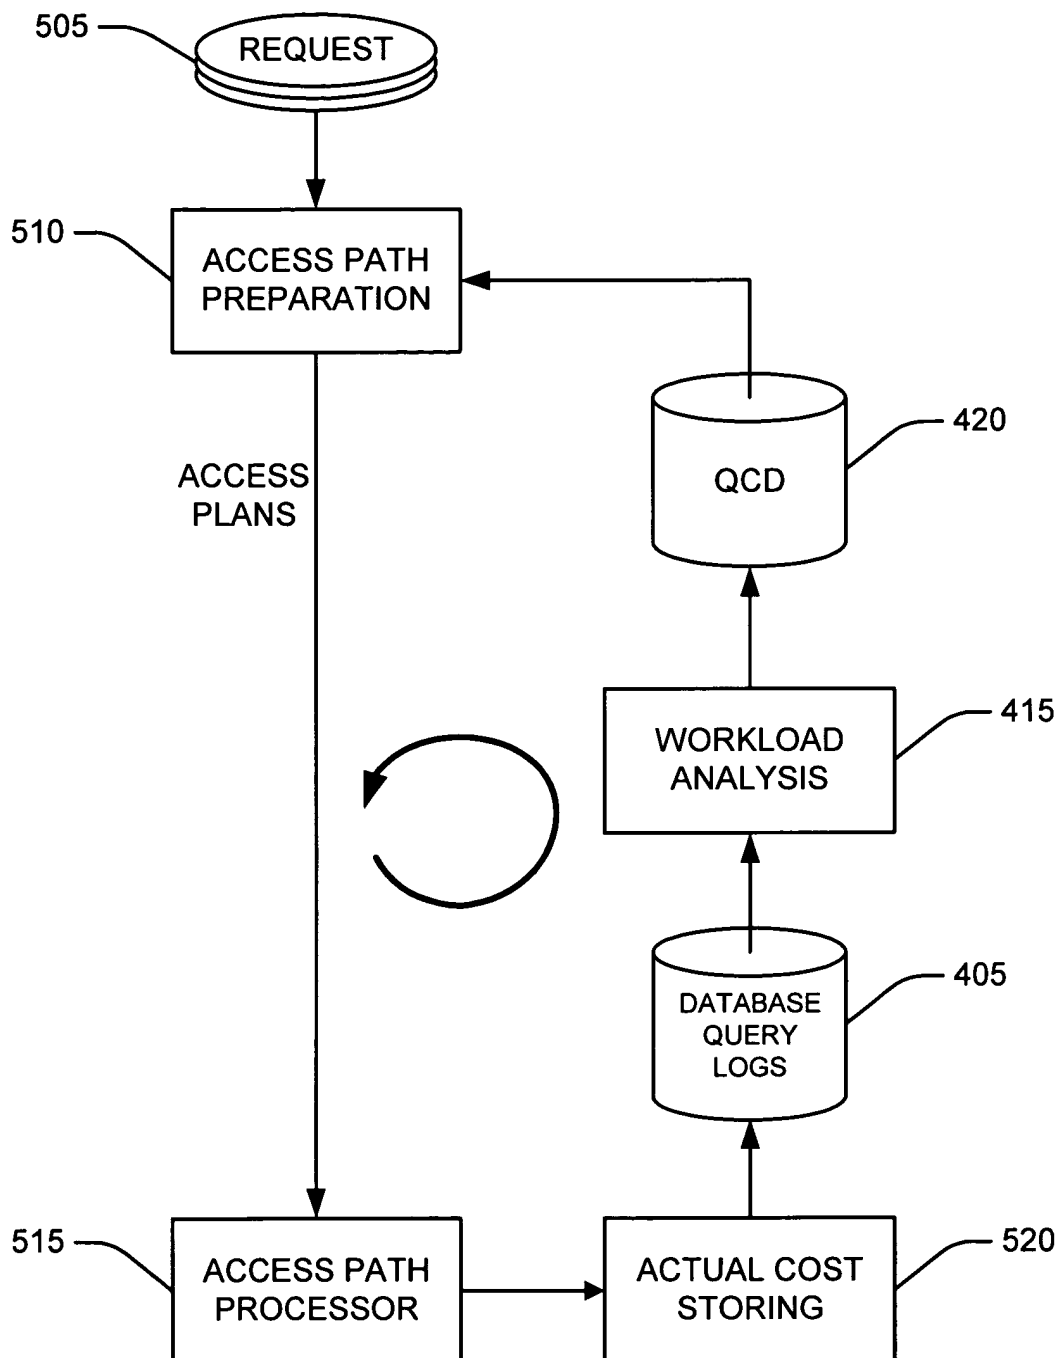 505
REQUEST
510
ACCESS PATH
PREPARATION
420
QCD
ACCESS
PLANS
415
WORKLOAD
ANALYSIS
405
DATABASE
QUERY
LOGS
515
ACCESS PATH
PROCESSOR
520
ACTUAL COST
STORING